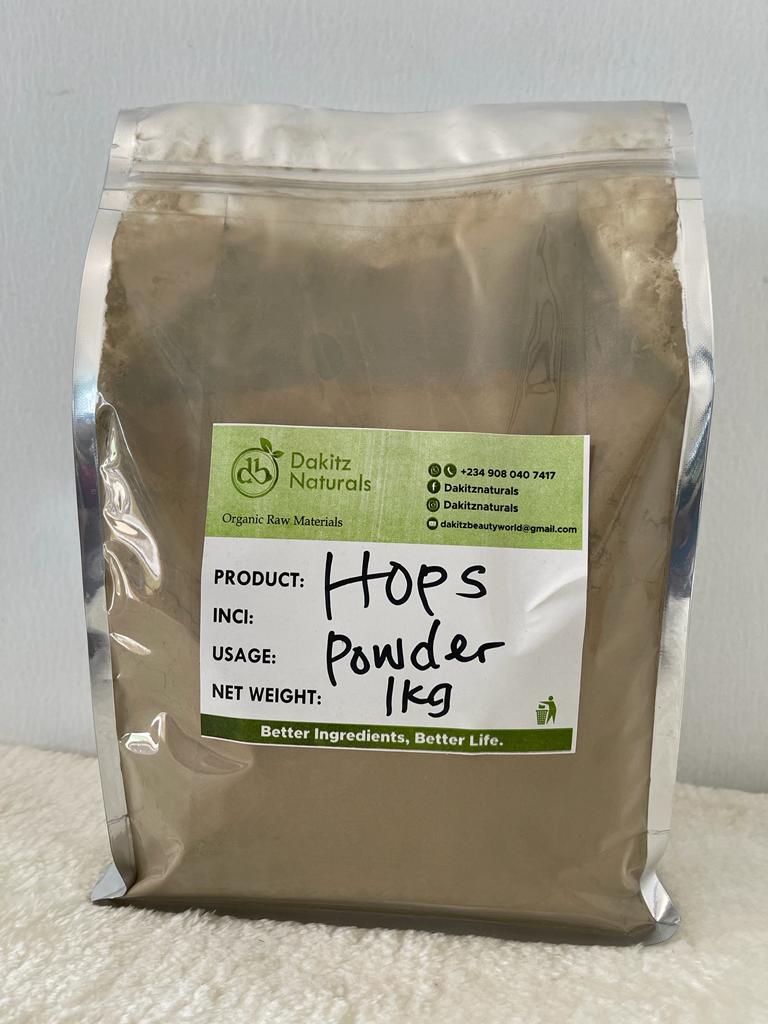 Dakitz
Naturals
Organic Raw Materials
+234 908 040 7417
Dakitznaturals
Dakitznaturals
dakitzbeautyworld@gmail.com
PRODUCT: Hops
INCI:
USAGE: Powder
NET WEIGHT: 1kg
Better Ingredients, Better Life.